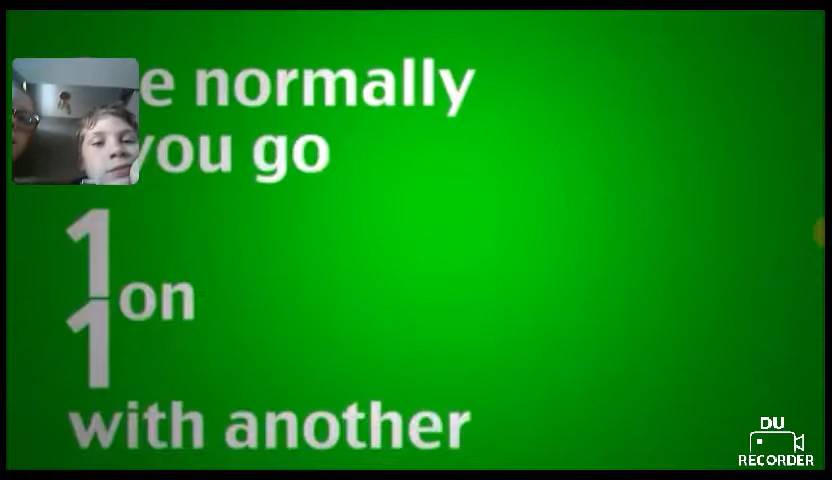 e normally
you go
1
on
1
with another
DU
RECORDER